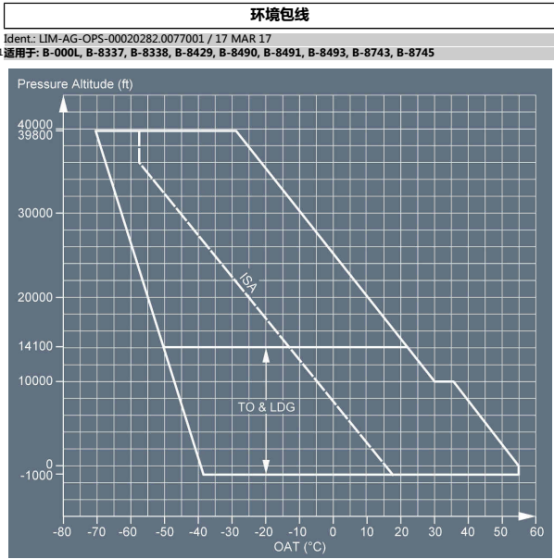 环境包线
Ident.: LIM-AG-OPS-00020282.0077001 / 17 MAR 17
适用于: B-000L, B-8337, B-8338, B-8429, B-8490, B-8491, B-8493, B-8743, B-8745
Pressure Altitude (ft)
40000
39800
30000
ISA
20000
14100
10000
TO & LDG
0
-1000
-80 -70 -60 -50 -40 -30 -20 -10 0 10 20 30 40 50 60
OAT (°C)